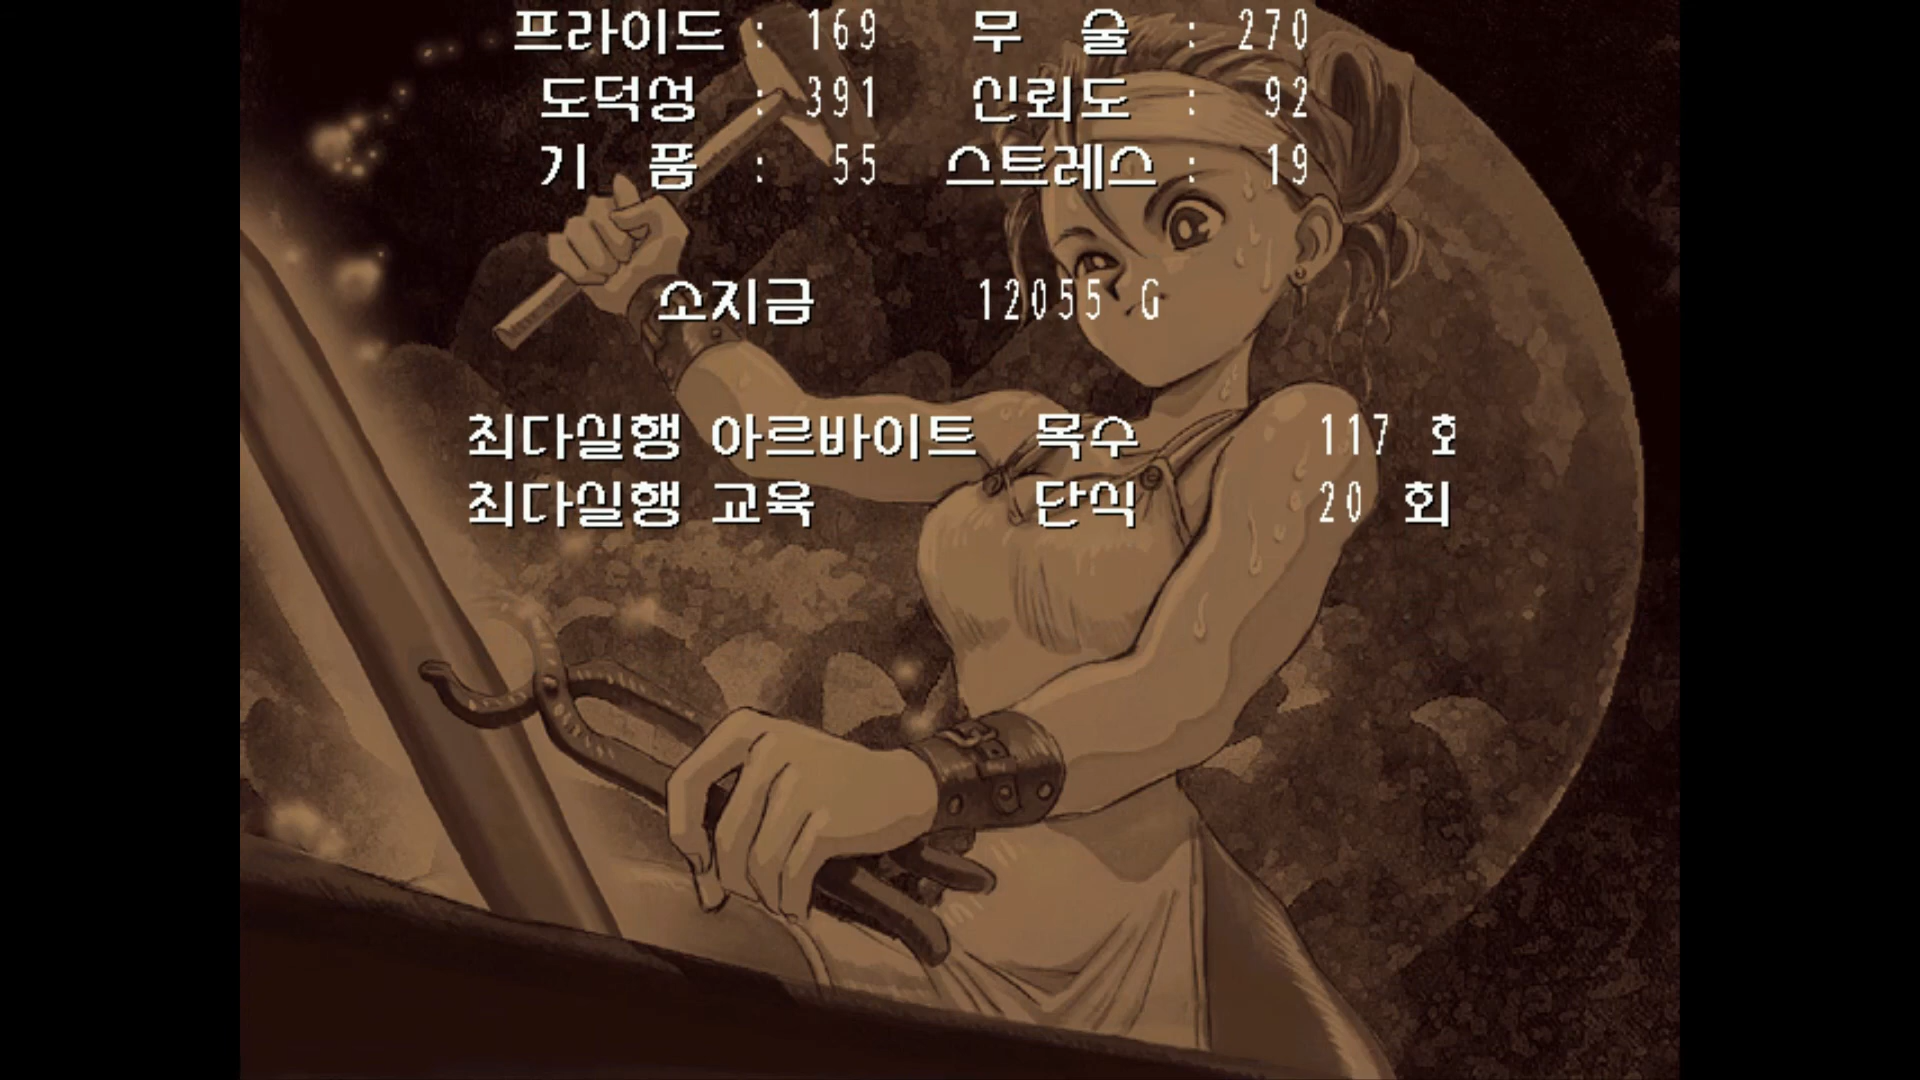 프라이드 : 169 무 술 : 270
도덕성 : 391 신뢰도 : 92
기 품 : 55 스트레스 : 19
소지금 12055 G
최다실행 아르바이트 목수 117 회
최다실행 교육 단식 20 회